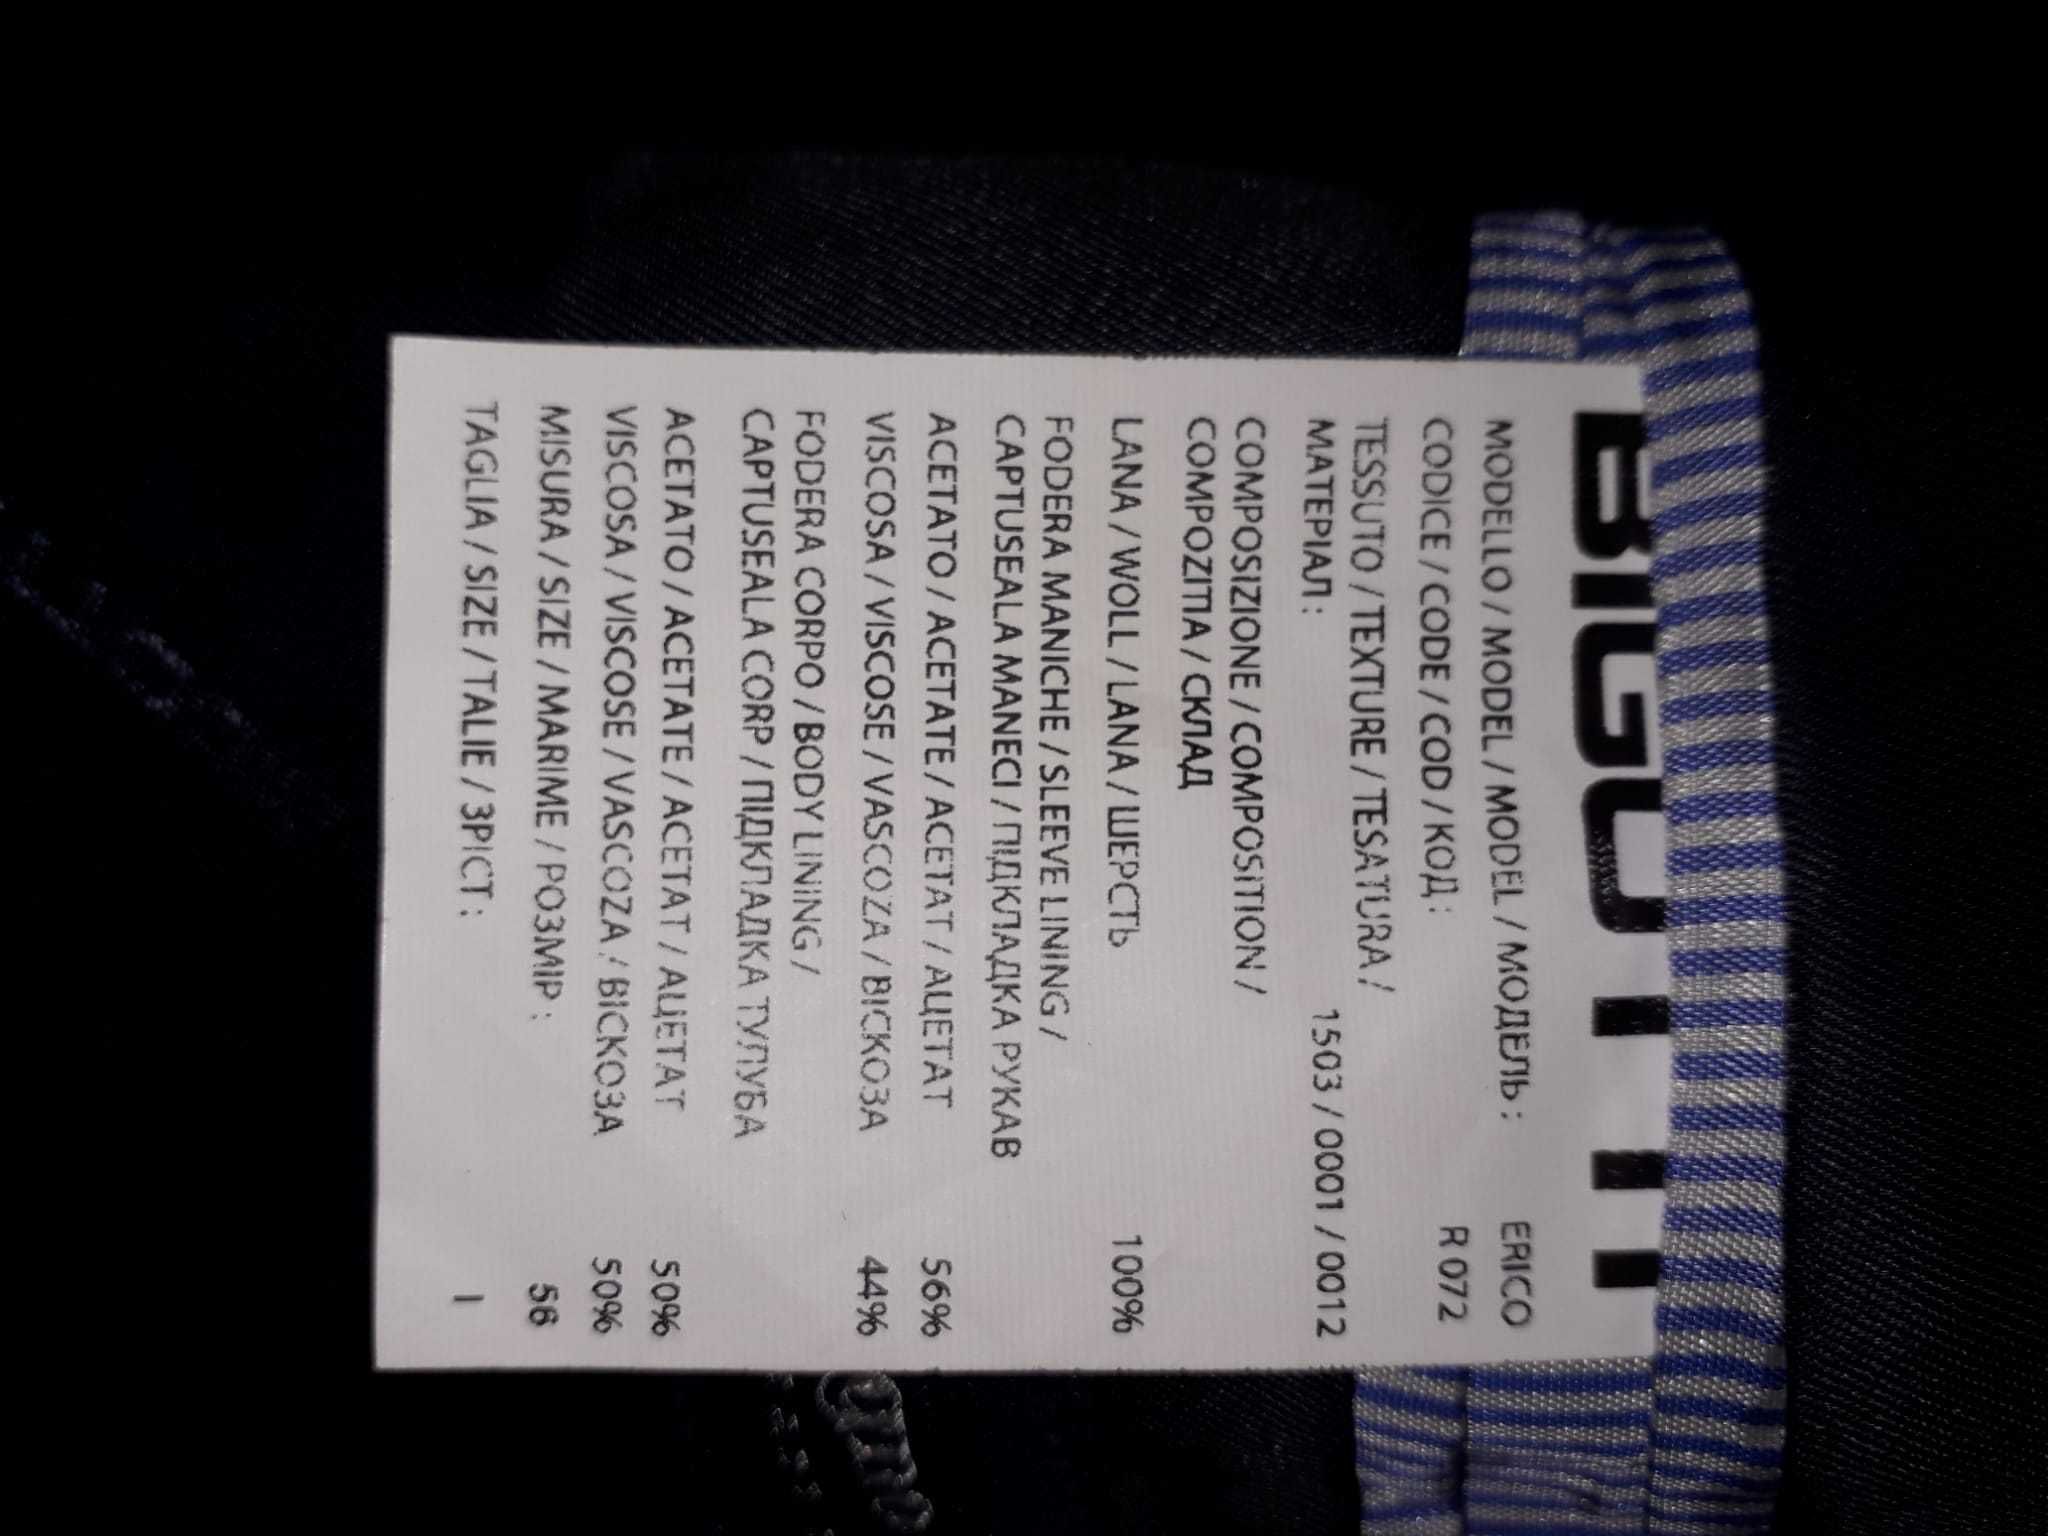 BIGOTTI
MODELLO / MODEL / MODEL / МОДЕЛЬ : ERICO
CODICE / CODE / COD / КОД : R 072
TESSUTO / TEXTURE / TESATURA /
МАТЕРІАЛ : 1503 / 0001 / 0012
COMPOSIZIONE / COMPOSITION /
COMPOZITIA / СКЛАД
LANA / WOLL / LANA / ШЕРСТЬ 100%
FODERA MANICHE / SLEEVE LINING /
CAPTUSEALA MANECI / ПІДКЛАДКА РУКАВ
ACETATO / ACETATE / ACETAT / АЦЕТАТ 56%
VISCOSA / VISCOSE / VASCOZA / ВІСКОЗА 44%
FODERA CORPO / BODY LINING /
CAPTUSEALA CORP / ПІДКЛАДКА ТУЛУБА
ACETATO / ACETATE / ACETAT / АЦЕТАТ 50%
VISCOSA / VISCOSE / VASCOZA / ВІСКОЗА 50%
MISURA / SIZE / MARIME / РОЗМІР : 56
TAGLIA / SIZE / TALIE / ЗРІСТ : I